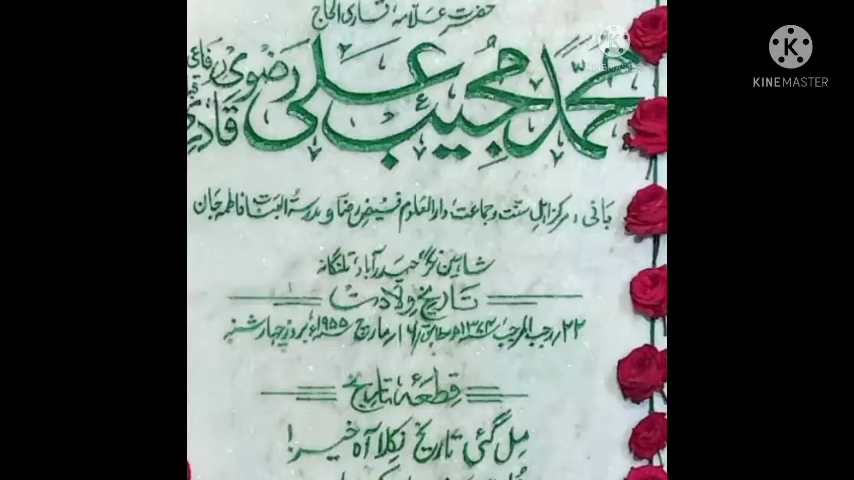 حضرت علامہ قاری الحاج
محمد مجیب علی رضوی رفاعی
قادری
بانی؛ مرکز اہل سنت وجماعت؛ دارالعلوم فیض رضا و مدرسۃ البنات فاطمہ جان
شاہین نگر حیدرآباد تلنگانہ
تاریخ ولادت
۲۲؍رجب المرجب ۱۳۷۴ھ مطابق ۱۶؍مارچ ۱۹۵۵ء بروز چہارشنبہ
قطعۂ تاریخ
مل گئی تاریخ نکلا آہ خیر!
KINEMASTER